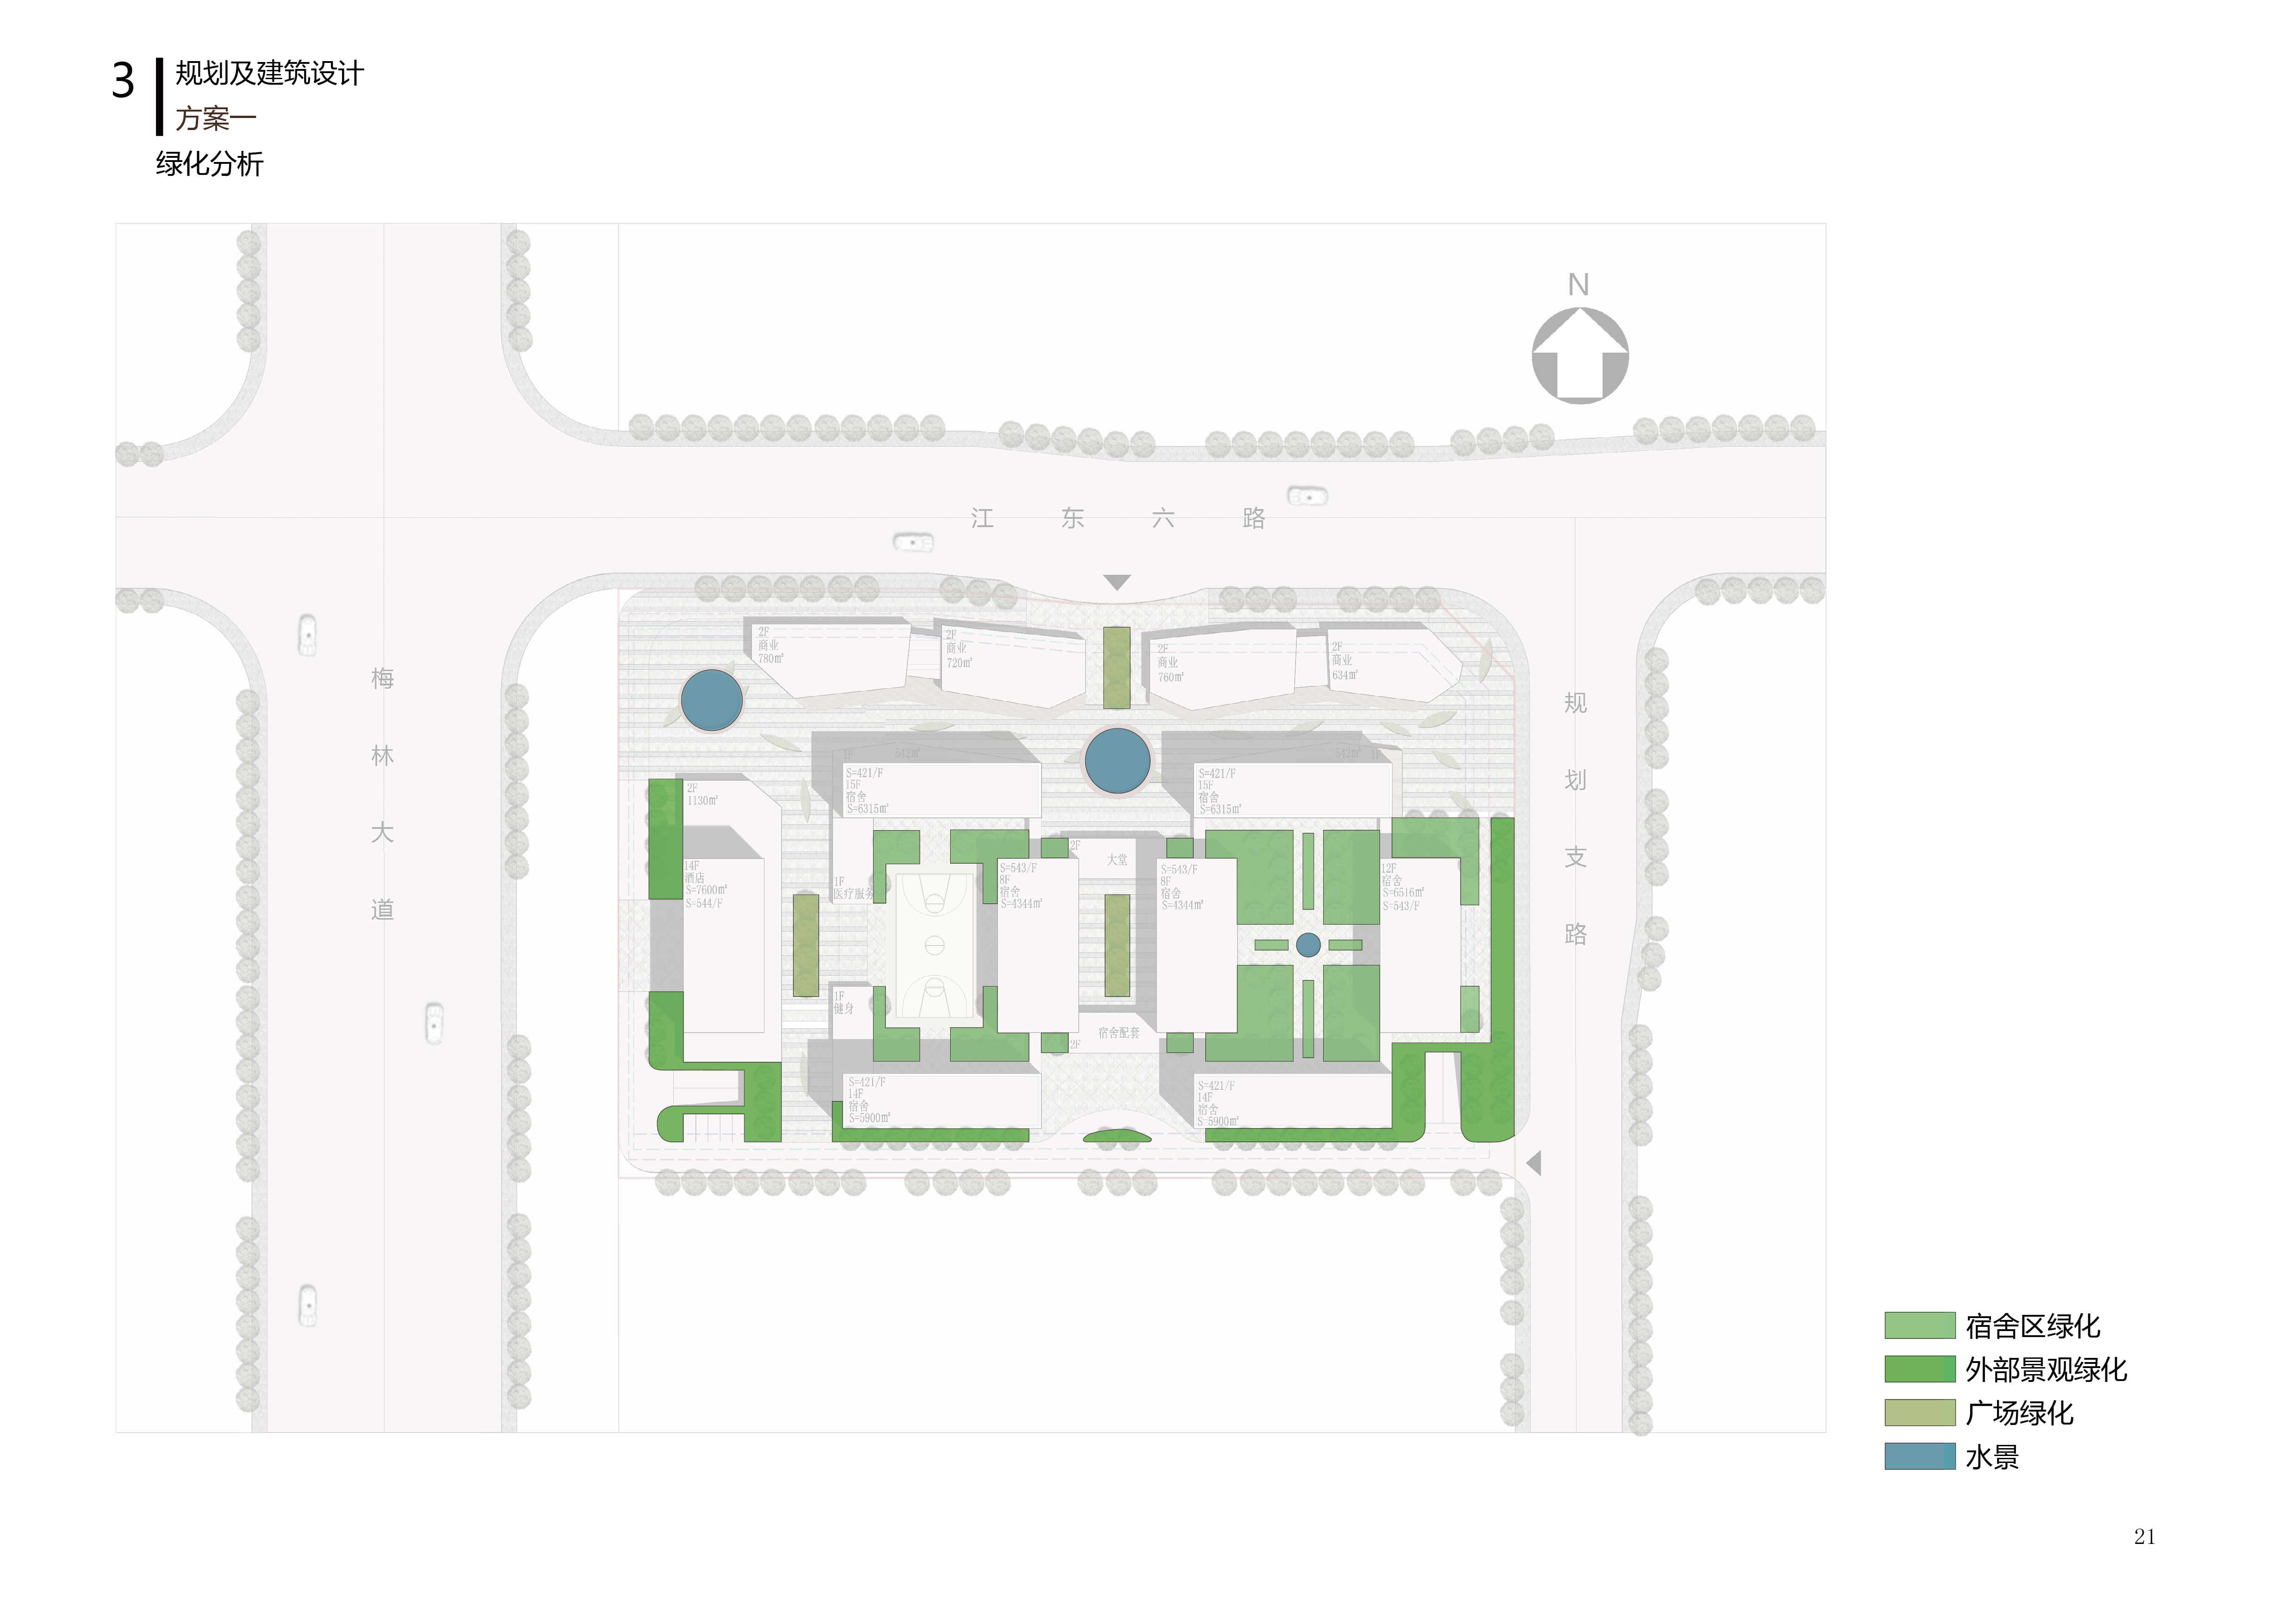 3
规划及建筑设计
方案一
绿化分析
N
江东六路
梅林大道
规划支路
2F
商业
780㎡
2F
商业
720㎡
2F
商业
760㎡
2F
商业
634㎡
1F
542㎡
542㎡
1F
S=421/F
15F
宿舍
S=6315㎡
S=421/F
15F
宿舍
S=6315㎡
2F
1130㎡
14F
酒店
S=7600㎡
S=544/F
1F
医疗服务
S=543/F
8F
宿舍
S=4344㎡
2F
大堂
S=543/F
8F
宿舍
S=4344㎡
12F
宿舍
S=6516㎡
S=543/F
1F
健身
宿舍配套
2F
S=421/F
14F
宿舍
S=5900㎡
S=421/F
14F
宿舍
S=5900㎡
宿舍区绿化
外部景观绿化
广场绿化
水景
21